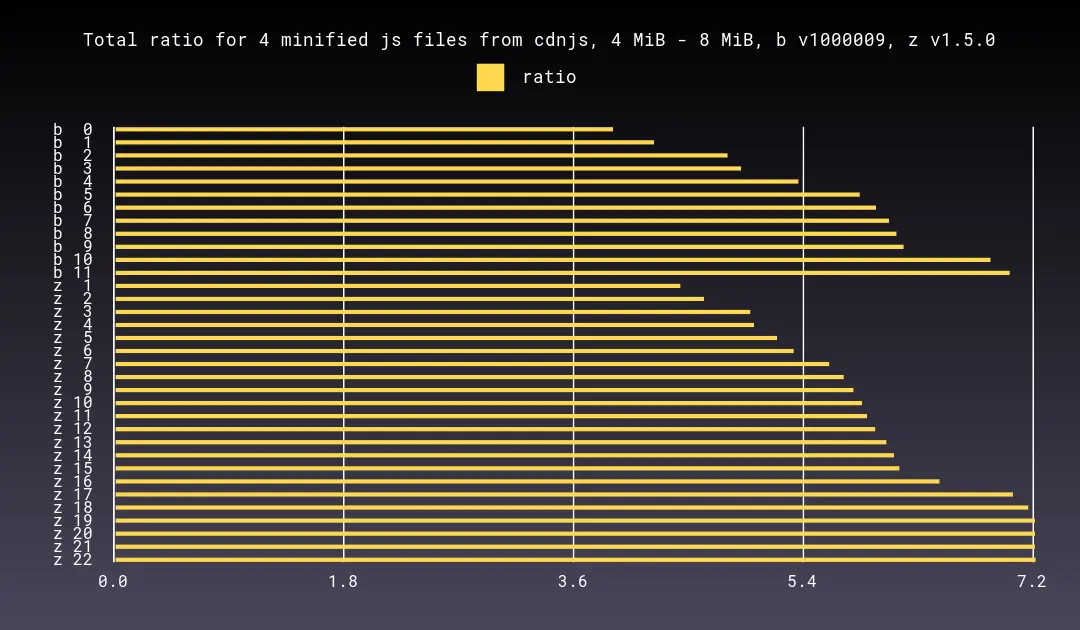 Total ratio for 4 minified js files from cdnjs, 4 MiB - 8 MiB, b v1000009, z v1.5.0
ratio
b 0
b 1
b 2
b 3
b 4
b 5
b 6
b 7
b 8
b 9
b 10
b 11
z 1
z 2
z 3
z 4
z 5
z 6
z 7
z 8
z 9
z 10
z 11
z 12
z 13
z 14
z 15
z 16
z 17
z 18
z 19
z 20
z 21
z 22
0.0 1.8 3.6 5.4 7.2